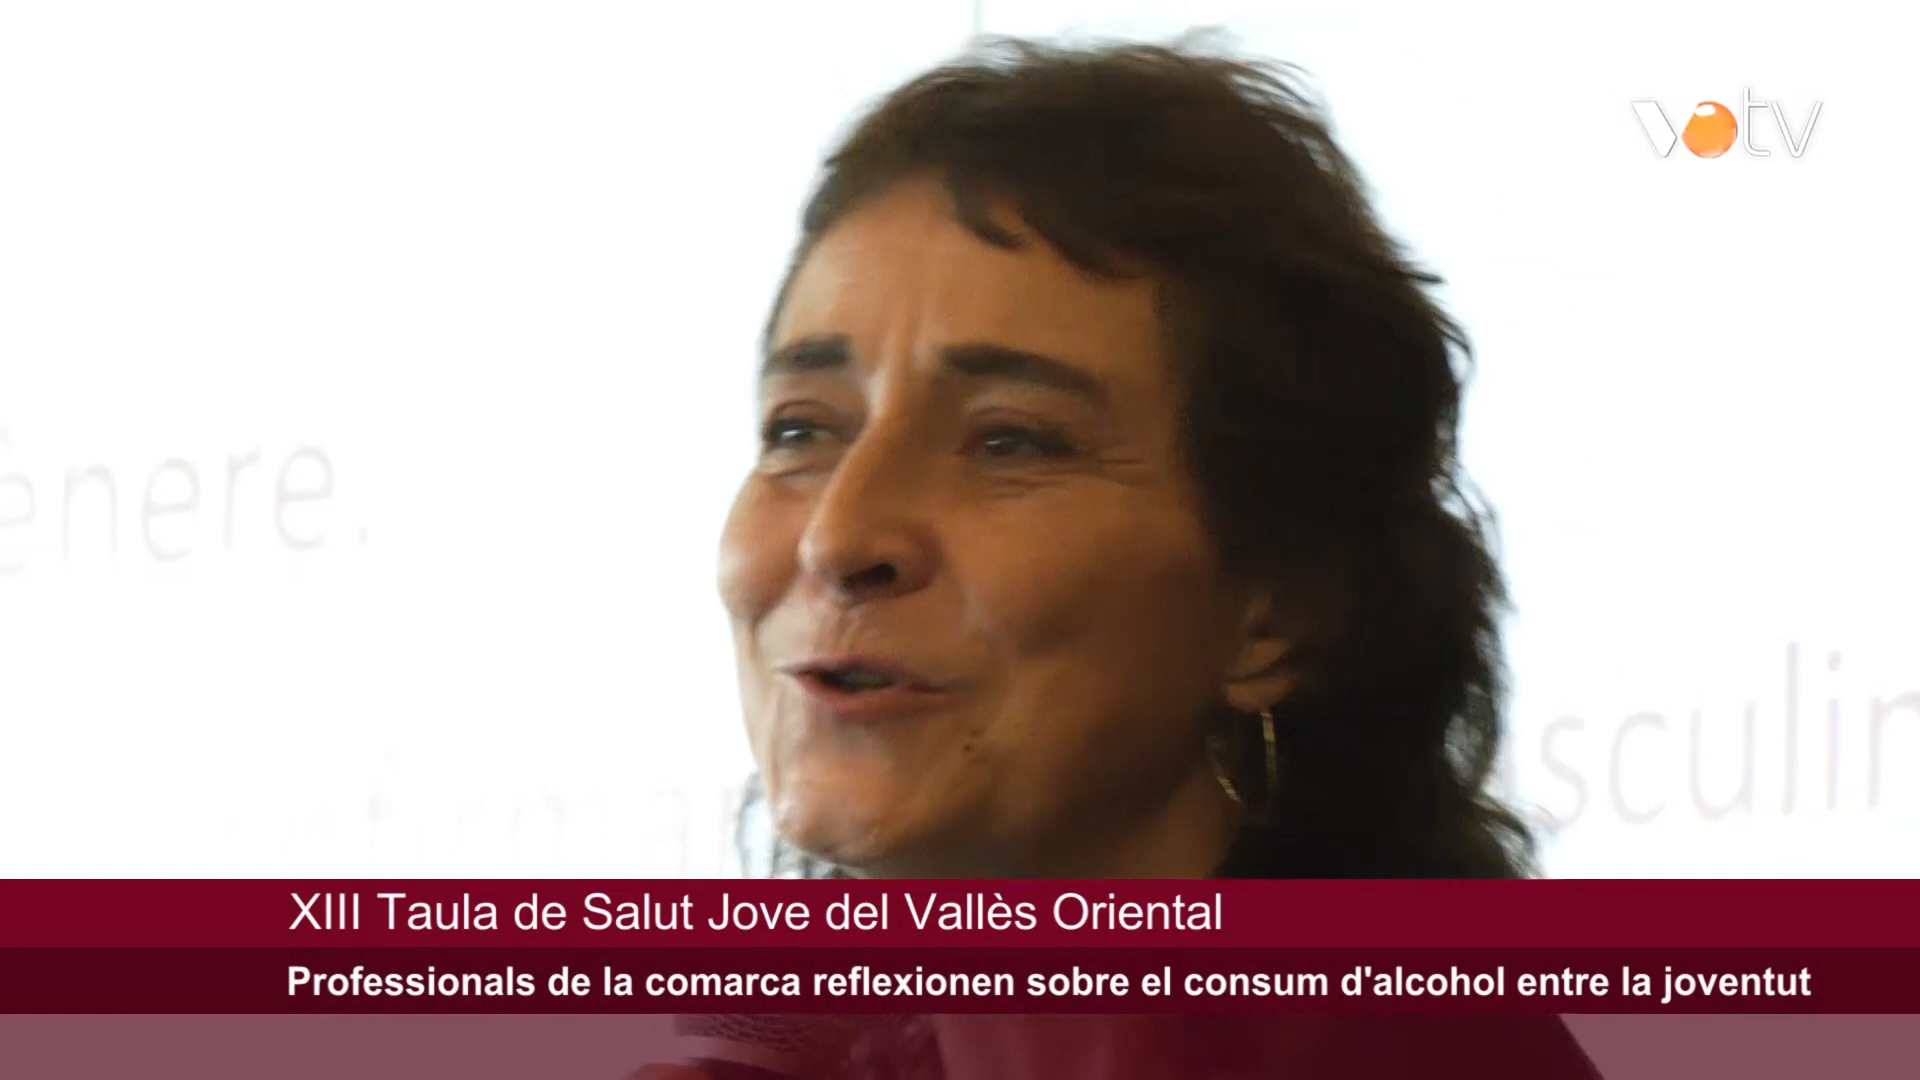 votv
ènere.
sculin
XIII Taula de Salut Jove del Vallès Oriental
Professionals de la comarca reflexionen sobre el consum d'alcohol entre la joventut